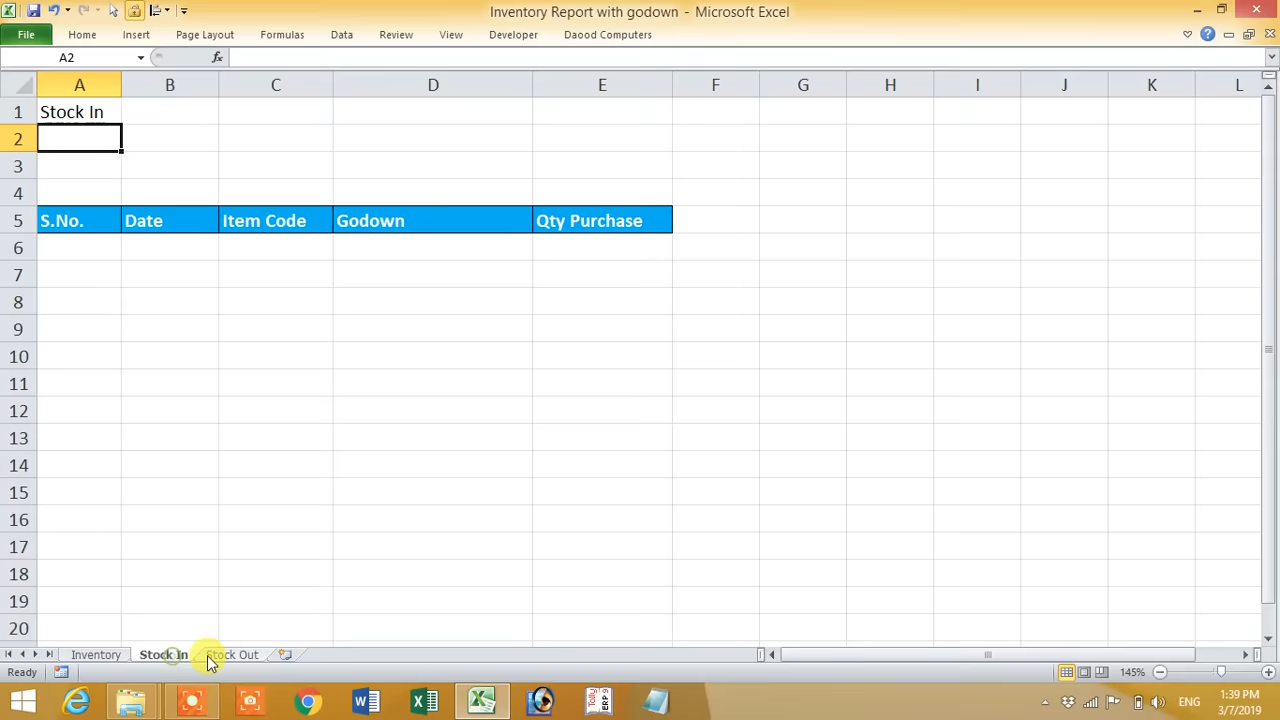 Inventory Report with godown - Microsoft Excel
File Home Insert Page Layout Formulas Data Review View Developer Daood Computers
A2 fx
A B C D E F G H I J K L
1 Stock In
2
3
4
5 S.No. Date Item Code Godown Qty Purchase
6
7
8
9
10
11
12
13
14
15
16
17
18
19
20
Inventory Stock In Stock Out
Ready 145%
ENG 1:39 PM
3/7/2019